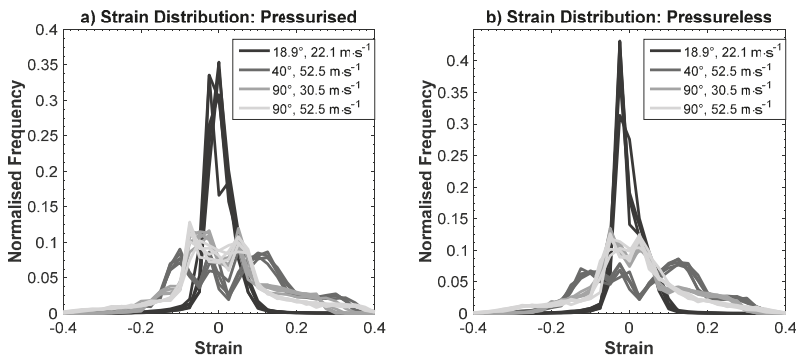 a) Strain Distribution: Pressurised
0.4
0.35
0.3
0.25
0.2
0.15
0.1
0.05
0
-0.4
-0.2
0
0.2
0.4
Normalised Frequency
Strain
18.9°, 22.1 m·s⁻¹
40°, 52.5 m·s⁻¹
90°, 30.5 m·s⁻¹
90°, 52.5 m·s⁻¹
b) Strain Distribution: Pressureless
0.4
0.35
0.3
0.25
0.2
0.15
0.1
0.05
0
-0.4
-0.2
0
0.2
0.4
Normalised Frequency
Strain
18.9°, 22.1 m·s⁻¹
40°, 52.5 m·s⁻¹
90°, 30.5 m·s⁻¹
90°, 52.5 m·s⁻¹